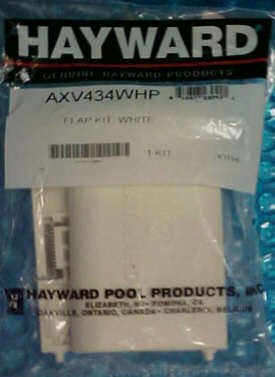 HAYWARD
GENUINE HAYWARD PRODUCTS
AXV434WHP
FLAP KIT, WHITE
1 KIT
HAYWARD POOL PRODUCTS, INC
ELIZABETH, NJ - POMONA, CA
OAKVILLE, ONTARIO, CANADA - CHARLEROI, BELGIUM